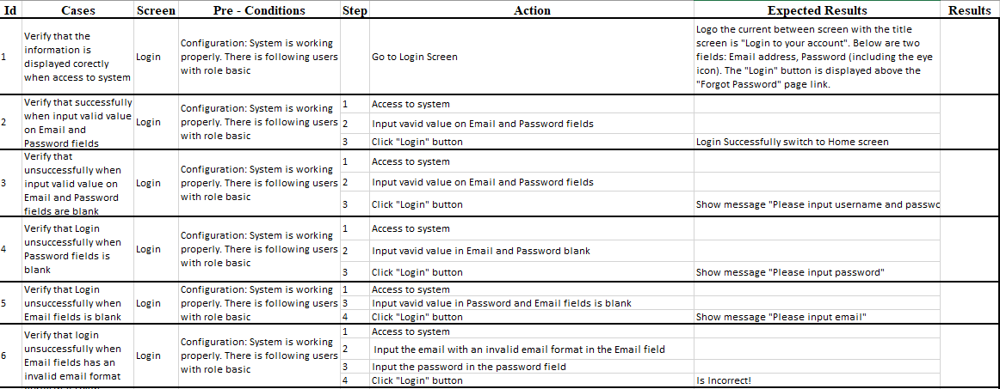 Id Cases Screen Pre - Conditions Step Action Expected Results Results
1
Verify that the
information is
displayed corectly
when access to system
Login
Configuration: System is working
properly. There is following users
with role basic
Go to Login Screen
Logo the current between screen with the title
screen is "Login to your account". Below are two
fields: Email address, Password (including the eye
icon). The "Login" button is displayed above the
"Forgot Password" page link.
2
Verify that successfully
when input valid value
on Email and
Password fields
Login
Configuration: System is working
properly. There is following users
with role basic
1 Access to system
2 Input vavid value on Email and Password fields
3 Click "Login" button Login Successfully switch to Home screen
3
Verify that
unsuccessfully when
input valid value on
Email and Password
fields are blank
Login
Configuration: System is working
properly. There is following users
with role basic
1 Access to system
2 Input vavid value on Email and Password fields
3 Click "Login" button Show message "Please input username and passwo
4
Verify that Login
unsuccessfully when
Password fields is
blank
Login
Configuration: System is working
properly. There is following users
with role basic
1 Access to system
2 Input vavid value in Email and Password blank
3 Click "Login" button Show message "Please input password"
5
Verify that Login
unsuccessfully when
Email fields is blank
Login
Configuration: System is working
properly. There is following users
with role basic
1 Access to system
3 Input vavid value in Password and Email fields is blank
4 Click "Login" button Show message "Please input email"
6
Verify that login
unsuccessfully when
Email fields has an
invalid email format
Login
Configuration: System is working
properly. There is following users
with role basic
1 Access to system
2 Input the email with an invalid email format in the Email field
3 Input the password in the password field
4 Click "Login" button Is Incorrect!